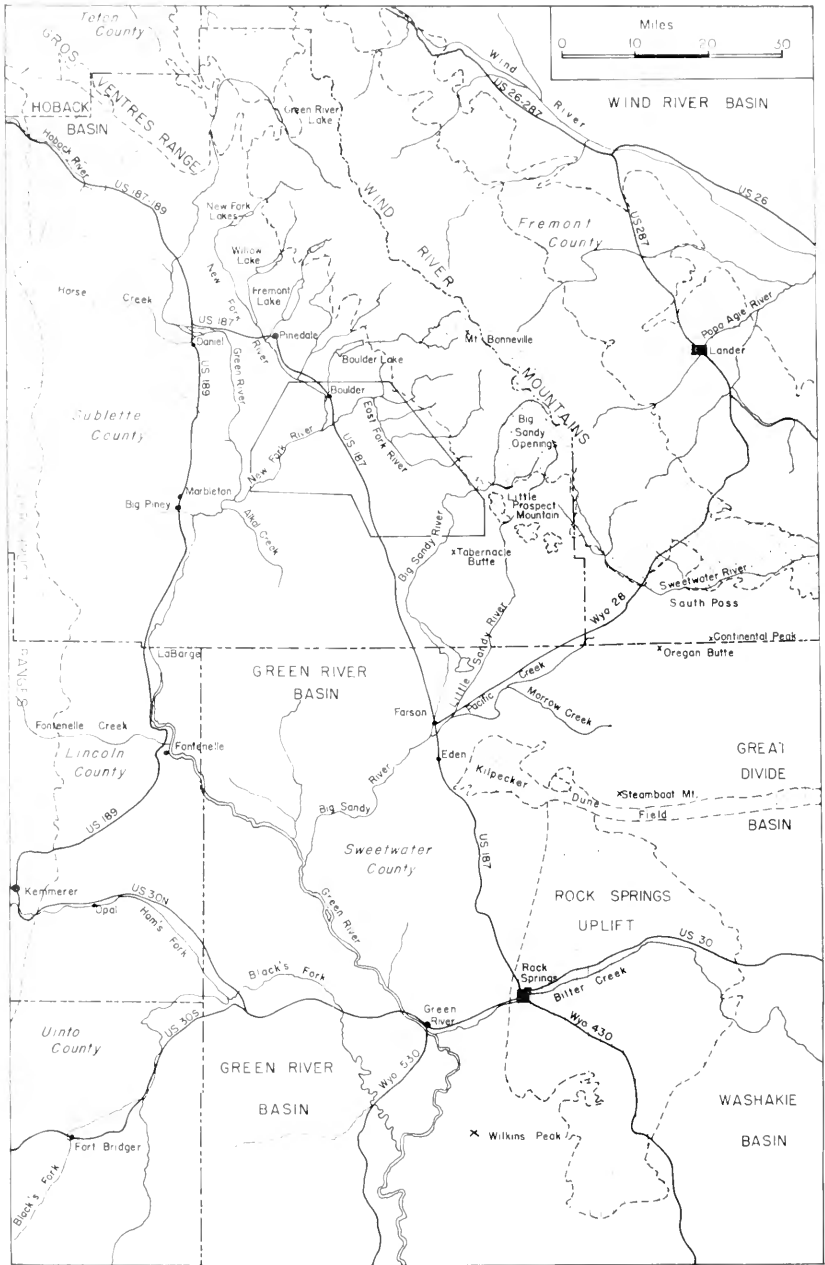 Teton
County
Miles
0 10 20 30
GROS VENTRES RANGE
HOBACK
BASIN
Hoback River
US 187-189
Green River
Lake
Wind River
US 26-287
WIND RIVER BASIN
US 26
US 287
WIND RIVER MOUNTAINS
Fremont
County
New Fork
Lakes
Willow
Lake
New Fork River
Fremont
Lake
Horse Creek
US 187
Daniel
Pinedale
Green River
US 189
Mt. Bonneville
Popo Agie River
Lander
Boulder Lake
Boulder
Sublette
County
East Fork River
US 187
New Fork River
Big
Sandy
Openings
Marbleton
Big Piney
Alkal Creek
Little
Prospect
Mountain
Big Sandy River
Tabernacle
Butte
Sweetwater River
South Pass
Wyo 28
Little Sandy River
Continental Peak
Oregan Butte
LaBarge
GREEN RIVER
BASIN
Pacific Creek
Morrow Creek
Farson
Fontenelle Creek
Fontenelle
Lincoln
County
Eden
GREAT
DIVIDE
BASIN
Kilpecker Dune Field
Steamboat Mt.
Big Sandy River
US 189
Sweetwater
County
US 187
Kemmerer
US 30N
Opal
Ham's Fork
Green River
ROCK SPRINGS
UPLIFT
US 30
Black's Fork
Rock
Springs
Bitter Creek
Green
River
Wyo 430
Uinta
County
US 30S
GREEN RIVER
BASIN
Wyo 530
WASHAKIE
BASIN
Wilkins Peak
Fort Bridger
Black's Fork